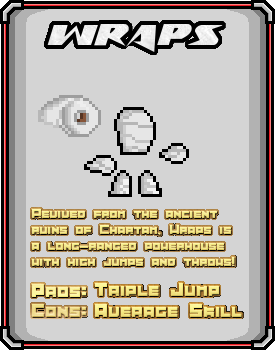 WRAPS
Revived from the ancient
ruins of Chartan, Wraps is
a long-ranged powerhouse
with high jumps and throws!
Pros: Triple Jump
Cons: Average Skill